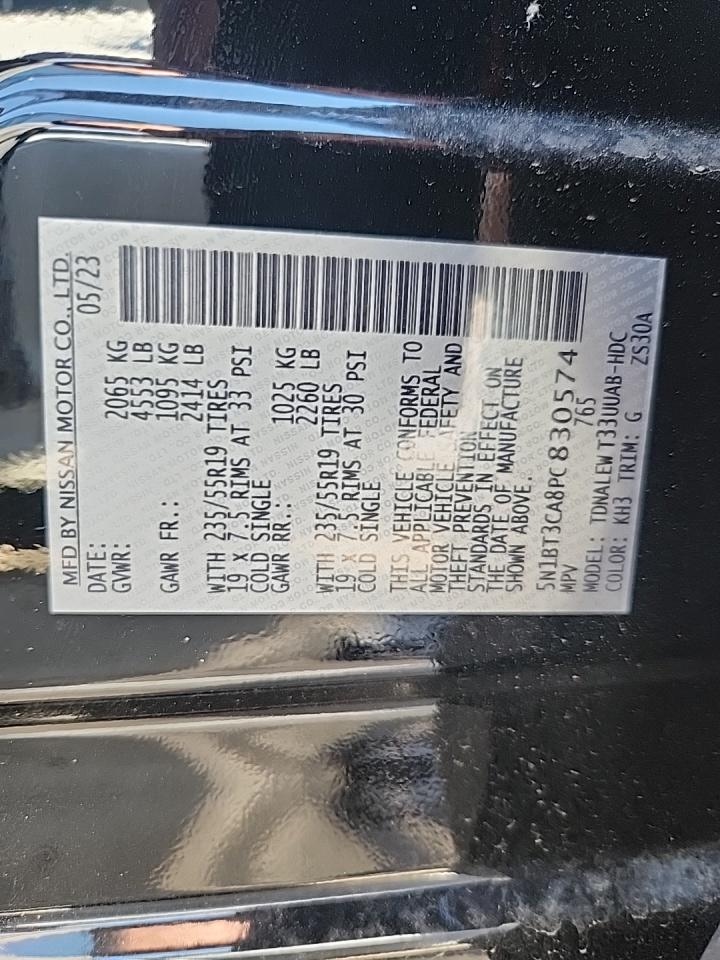 MFD BY NISSAN MOTOR CO., LTD.
DATE: 05/23
GVWR: 2065 KG
4553 LB
GAWR FR.: 1095 KG
2414 LB
WITH 235/55R19 TIRES
19 X 7.5 RIMS AT 33 PSI
COLD SINGLE
GAWR RR.: 1025 KG
2260 LB
WITH 235/55R19 TIRES
19 X 7.5 RIMS AT 30 PSI
COLD SINGLE
THIS VEHICLE CONFORMS TO
ALL APPLICABLE FEDERAL
MOTOR VEHICLE SAFETY AND
THEFT PREVENTION
STANDARDS IN EFFECT ON
THE DATE OF MANUFACTURE
SHOWN ABOVE.
5N1BT3CA8PC830574
MPV 765
MODEL: TDNALEWT33UUAB-HDC
COLOR: KH3 TRIM: G ZS30A